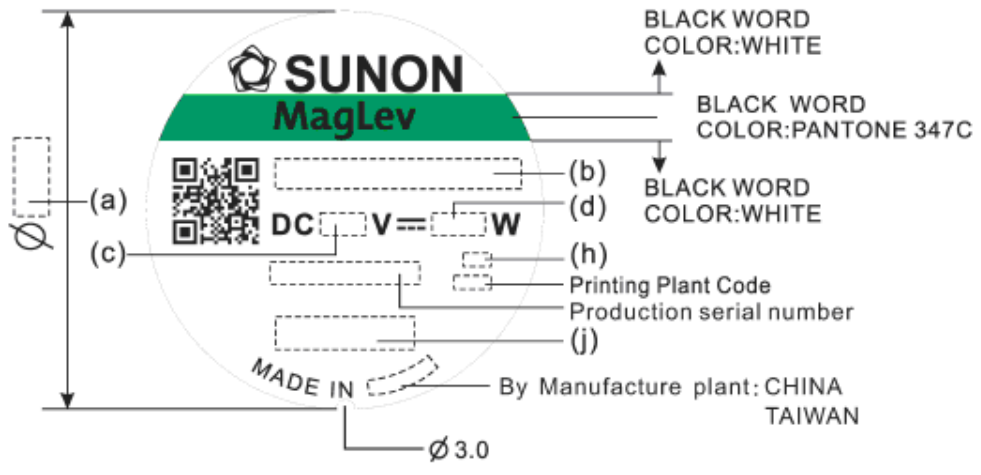 BLACK WORD
COLOR:WHITE
SUNON
MagLev
BLACK WORD
COLOR:PANTONE 347C
(b)
BLACK WORD
COLOR:WHITE
(a)
(d)
DC V W
(c)
(h)
Printing Plant Code
Production serial number
(j)
MADE IN
By Manufacture plant: CHINA
TAIWAN
Ø
Ø 3.0